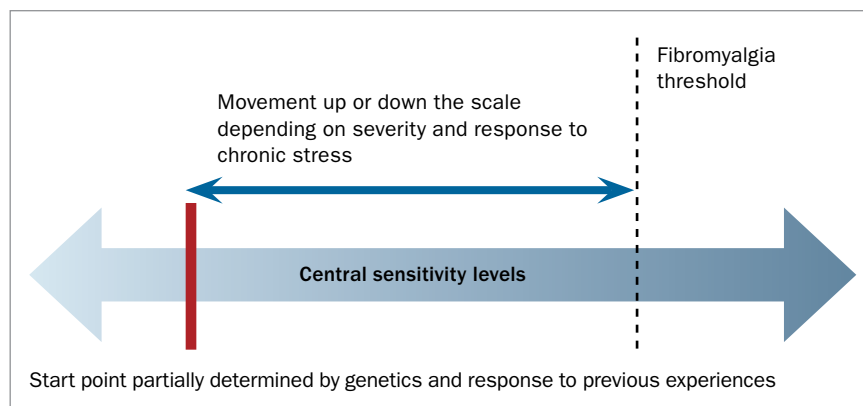 Fibromyalgia
threshold
Movement up or down the scale
depending on severity and response to
chronic stress
Central sensitivity levels
Start point partially determined by genetics and response to previous experiences